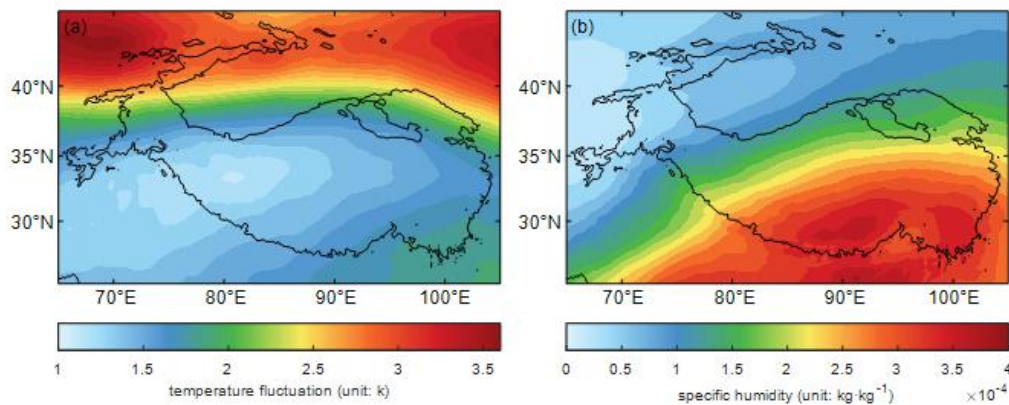 (a)
(b)
40°N
35°N
30°N
70°E 80°E 90°E 100°E
40°N
35°N
30°N
70°E 80°E 90°E 100°E
1 1.5 2 2.5 3 3.5
temperature fluctuation (unit: k)
0 0.5 1 1.5 2 2.5 3 3.5 4
specific humidity (unit: kg·kg⁻¹) ×10⁻⁴